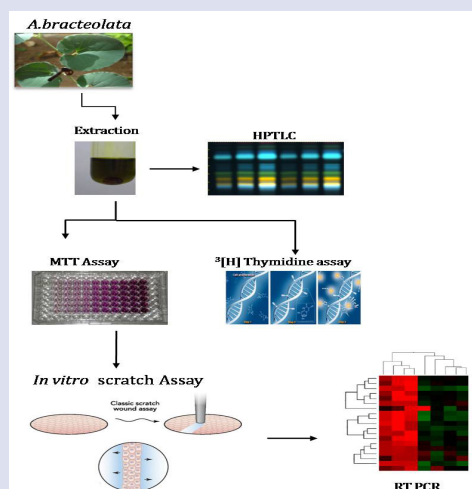 A.bracteolata
Extraction
HPTLC
MTT Assay
³[H] Thymidine assay
In vitro scratch Assay
Classic scratch
wound assay
RT PCR